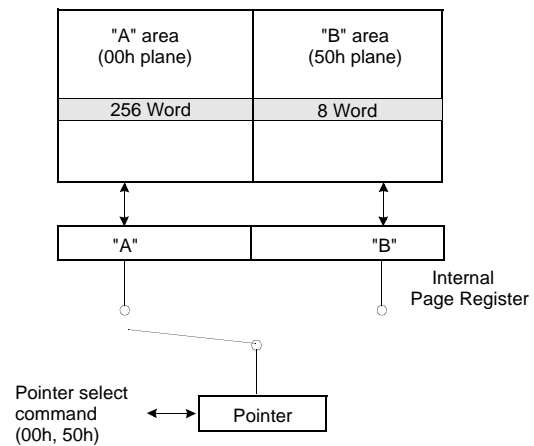 "A" area
(00h plane)
"B" area
(50h plane)
256 Word
8 Word
"A"
"B"
Internal
Page Register
Pointer select
command
(00h, 50h)
Pointer